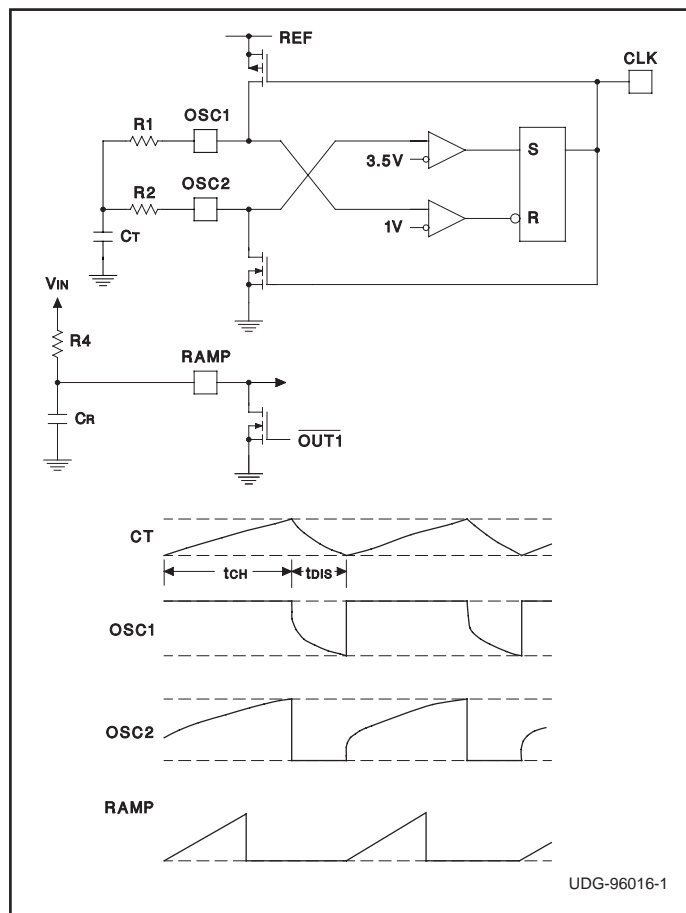 REF
CLK
OSC1
R1
3.5V
S
OSC2
R2
1V
R
CT
VIN
R4
RAMP
CR
OUT1
CT
tCH
tDIS
OSC1
OSC2
RAMP
UDG-96016-1